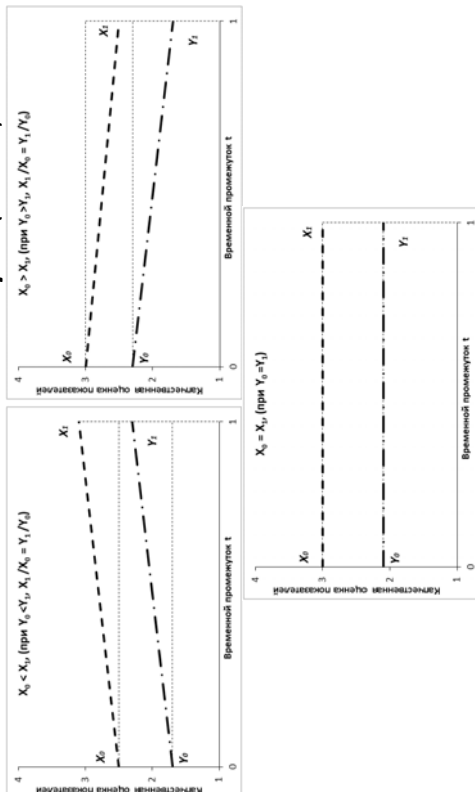 X₀ < X₁, (при Y₀ <Y₁, X₁ /X₀ = Y₁ /Y₀)
Качественная оценка показателей
4
3
2
1
X₀
X₁
Y₀
Y₁
0
1
Временной промежуток t
X₀ > X₁, (при Y₀ >Y₁, X₁ /X₀ = Y₁ /Y₀)
Качественная оценка показателей
4
3
2
1
X₀
X₁
Y₀
Y₁
0
1
Временной промежуток t
X₀ = X₁, (при Y₀ =Y₁)
Качественная оценка показателей
4
3
2
1
X₀
X₁
Y₀
Y₁
0
1
Временной промежуток t